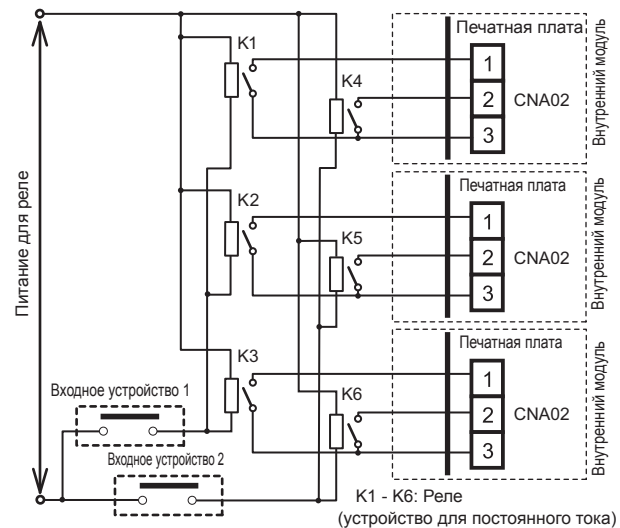 Питание для реле
K1
K4
Печатная плата
1
2
3
CNA02
Внутренний модуль
K2
K5
Печатная плата
1
2
3
CNA02
Внутренний модуль
K3
K6
Печатная плата
1
2
3
CNA02
Внутренний модуль
Входное устройство 1
Входное устройство 2
K1 - K6: Реле
(устройство для постоянного тока)